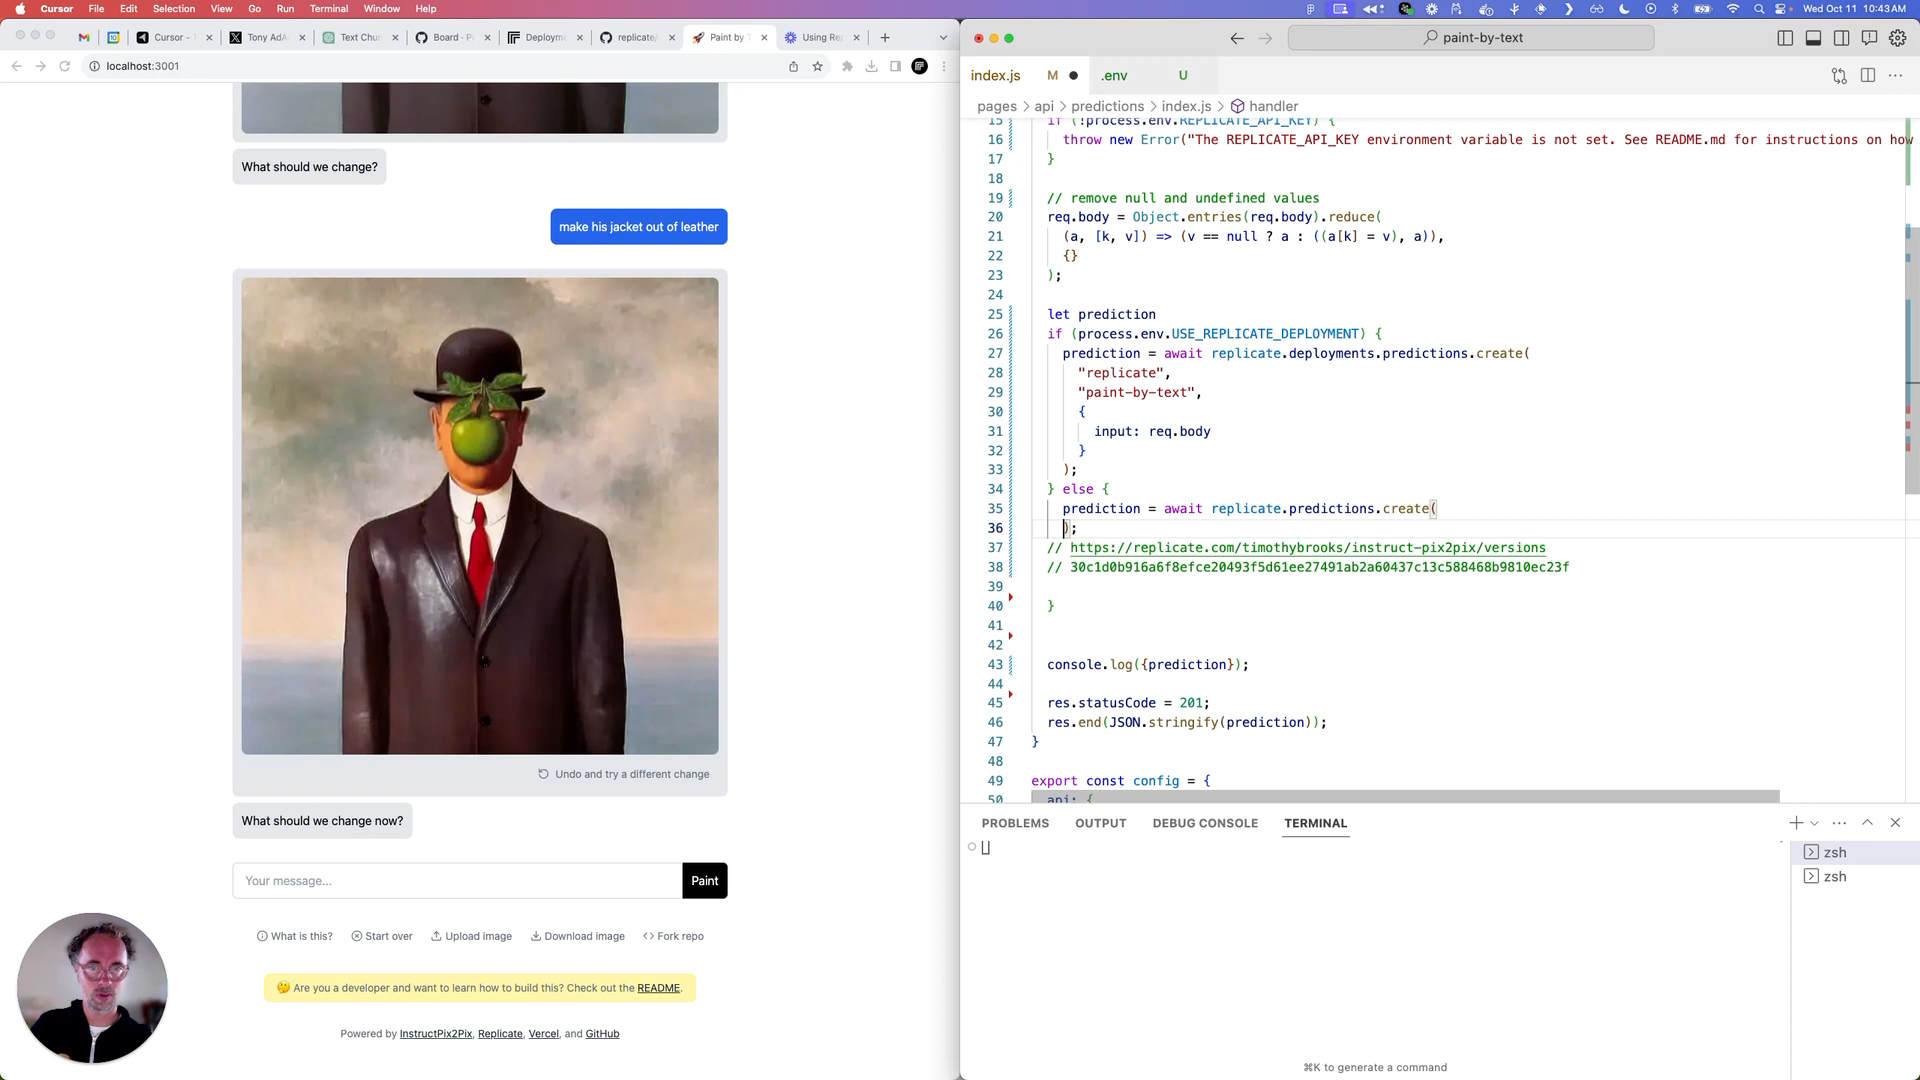 Cursor File Edit Selection View Go Run Terminal Window Help
Wed Oct 11 10:43 AM
Cursor -
Tony AdA
Text Chu
Board - P
Deploym
replicate/
Paint by T
Using Rep
localhost:3001
What should we change?
make his jacket out of leather
Undo and try a different change
What should we change now?
Your message...
Paint
What is this? Start over Upload image Download image Fork repo
🤔 Are you a developer and want to learn how to build this? Check out the README.
Powered by InstructPix2Pix, Replicate, Vercel, and GitHub
paint-by-text
index.js M
.env U
pages > api > predictions > index.js > handler
15 if (!process.env.REPLICATE_API_KEY) {
16 throw new Error("The REPLICATE_API_KEY environment variable is not set. See README.md for instructions on how
17 }
18
19 // remove null and undefined values
20 req.body = Object.entries(req.body).reduce(
21 (a, [k, v]) => (v == null ? a : ((a[k] = v), a)),
22 {}
23 );
24
25 let prediction
26 if (process.env.USE_REPLICATE_DEPLOYMENT) {
27 prediction = await replicate.deployments.predictions.create(
28 "replicate",
29 "paint-by-text",
30 {
31 input: req.body
32 }
33 );
34 } else {
35 prediction = await replicate.predictions.create(
36 );
37 // https://replicate.com/timothybrooks/instruct-pix2pix/versions
38 // 30c1d0b916a6f8efce20493f5d61ee27491ab2a60437c13c588468b9810ec23f
39
40 }
41
42
43 console.log({prediction});
44
45 res.statusCode = 201;
46 res.end(JSON.stringify(prediction));
47 }
48
49 export const config = {
50 api: {
PROBLEMS OUTPUT DEBUG CONSOLE TERMINAL
zsh
zsh
⌘K to generate a command